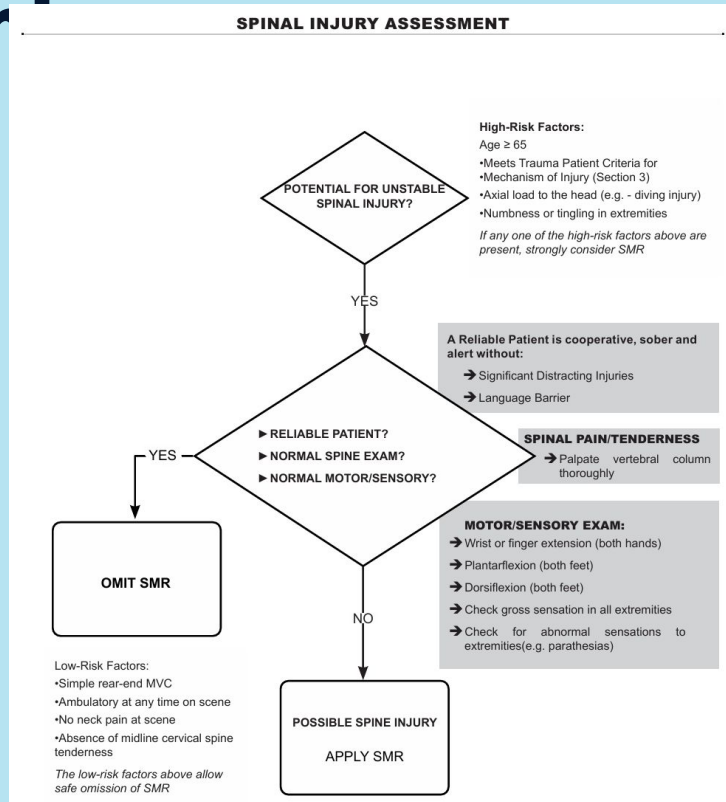 SPINAL INJURY ASSESSMENT
High-Risk Factors:
Age ≥ 65
•Meets Trauma Patient Criteria for
•Mechanism of Injury (Section 3)
•Axial load to the head (e.g. - diving injury)
•Numbness or tingling in extremities
If any one of the high-risk factors above are
present, strongly consider SMR
POTENTIAL FOR UNSTABLE
SPINAL INJURY?
YES
A Reliable Patient is cooperative, sober and
alert without:
➔ Significant Distracting Injuries
➔ Language Barrier
► RELIABLE PATIENT?
► NORMAL SPINE EXAM?
► NORMAL MOTOR/SENSORY?
SPINAL PAIN/TENDERNESS
➔ Palpate vertebral column
thoroughly
YES
MOTOR/SENSORY EXAM:
➔ Wrist or finger extension (both hands)
➔ Plantarflexion (both feet)
➔ Dorsiflexion (both feet)
➔ Check gross sensation in all extremities
➔ Check for abnormal sensations to
extremities(e.g. parathesias)
OMIT SMR
NO
Low-Risk Factors:
•Simple rear-end MVC
•Ambulatory at any time on scene
•No neck pain at scene
•Absence of midline cervical spine
tenderness
The low-risk factors above allow
safe omission of SMR
POSSIBLE SPINE INJURY
APPLY SMR